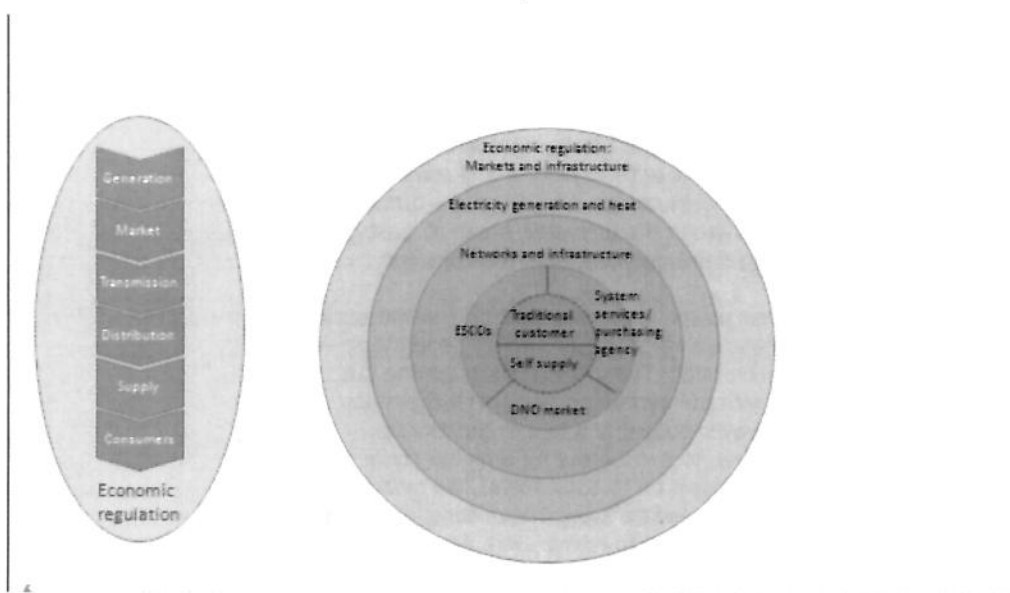 Generation
Market
Transmission
Distribution
Supply
Consumers
Economic
regulation
Economic regulation:
Markets and infrastructure
Electricity generation and heat
Networks and infrastructure
ESCOs
Traditional
customer
Self supply
System
services/
purchasing
agency
DNO market